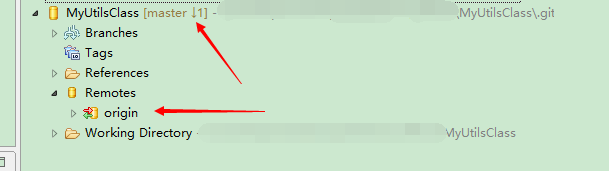 MyUtilsClass [master ↓1] - \MyUtilsClass\.git
Branches
Tags
References
Remotes
origin
Working Directory - MyUtilsClass